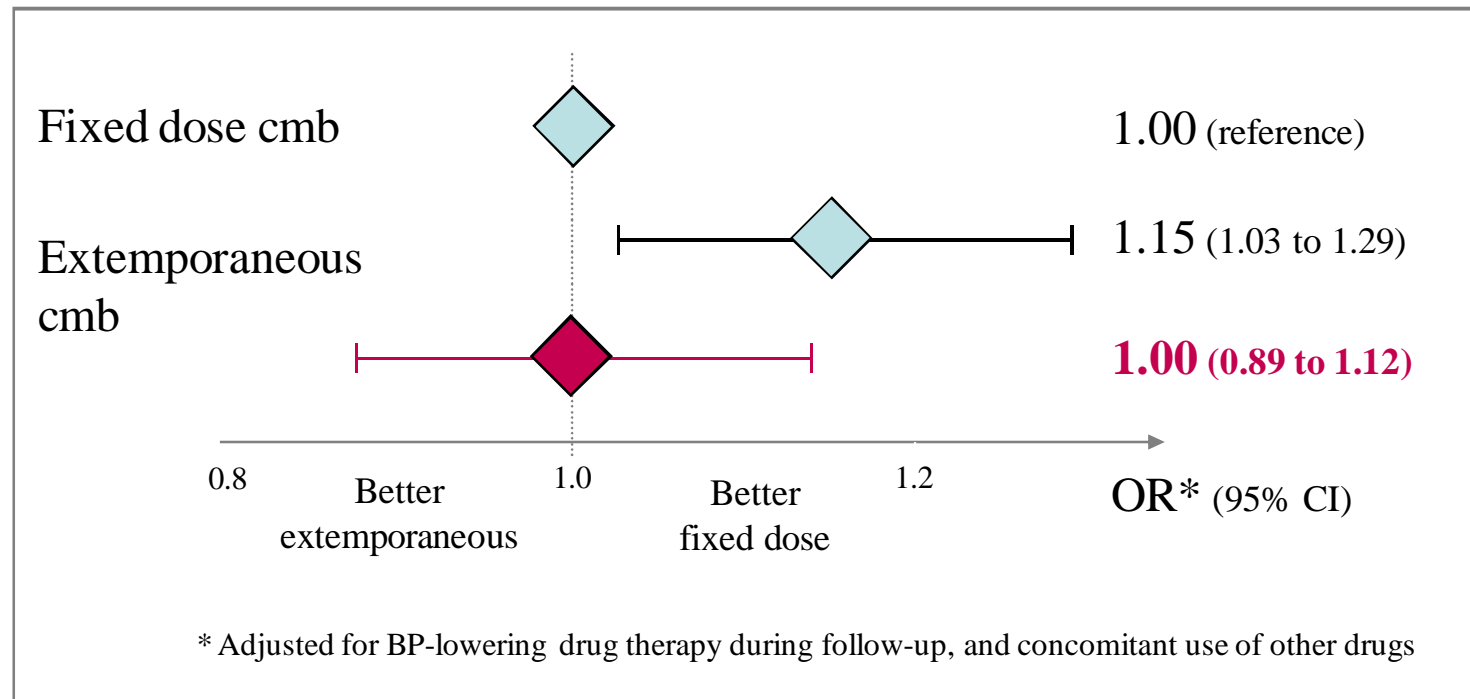 Fixed dose cmb
1.00 (reference)
Extemporaneous
cmb
1.15 (1.03 to 1.29)
1.00 (0.89 to 1.12)
0.8
1.0
1.2
Better
extemporaneous
Better
fixed dose
OR* (95% CI)
* Adjusted for BP-lowering drug therapy during follow-up, and concomitant use of other drugs